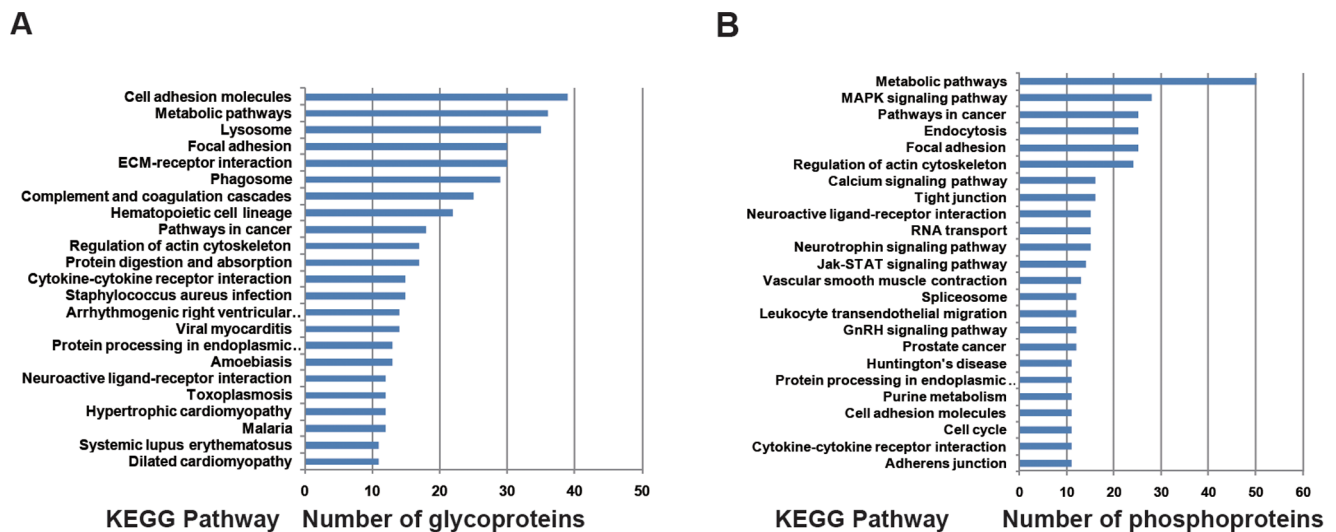 A
Cell adhesion molecules
Metabolic pathways
Lysosome
Focal adhesion
ECM-receptor interaction
Phagosome
Complement and coagulation cascades
Hematopoietic cell lineage
Pathways in cancer
Regulation of actin cytoskeleton
Protein digestion and absorption
Cytokine-cytokine receptor interaction
Staphylococcus aureus infection
Arrhythmogenic right ventricular..
Viral myocarditis
Protein processing in endoplasmic..
Amoebiasis
Neuroactive ligand-receptor interaction
Toxoplasmosis
Hypertrophic cardiomyopathy
Malaria
Systemic lupus erythematosus
Dilated cardiomyopathy
0 10 20 30 40 50
KEGG Pathway Number of glycoproteins
B
Metabolic pathways
MAPK signaling pathway
Pathways in cancer
Endocytosis
Focal adhesion
Regulation of actin cytoskeleton
Calcium signaling pathway
Tight junction
Neuroactive ligand-receptor interaction
RNA transport
Neurotrophin signaling pathway
Jak-STAT signaling pathway
Vascular smooth muscle contraction
Spliceosome
Leukocyte transendothelial migration
GnRH signaling pathway
Prostate cancer
Huntington's disease
Protein processing in endoplasmic ..
Purine metabolism
Cell adhesion molecules
Cell cycle
Cytokine-cytokine receptor interaction
Adherens junction
0 10 20 30 40 50 60
KEGG Pathway Number of phosphoproteins